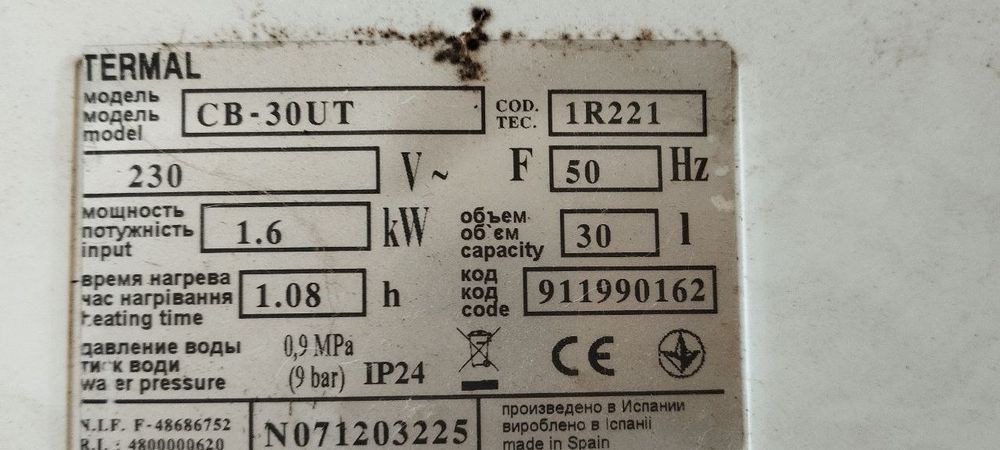 TERMAL
модель
модель
model
CB-30UT
COD.
TEC.
1R221
230 V~ F 50 Hz
мощность
потужність
input
1.6 kW
объем
об`єм
capacity
30 l
время нагрева
час нагрівання
heating time
1.08 h
код
код
code
911990162
давление воды
тиск води
water pressure
0,9 MPa
(9 bar)
IP24
CE
N.I.F. F-48686752
R.I. : 4800000620
N071203225
произведено в Испании
вироблено в Іспанії
made in Spain